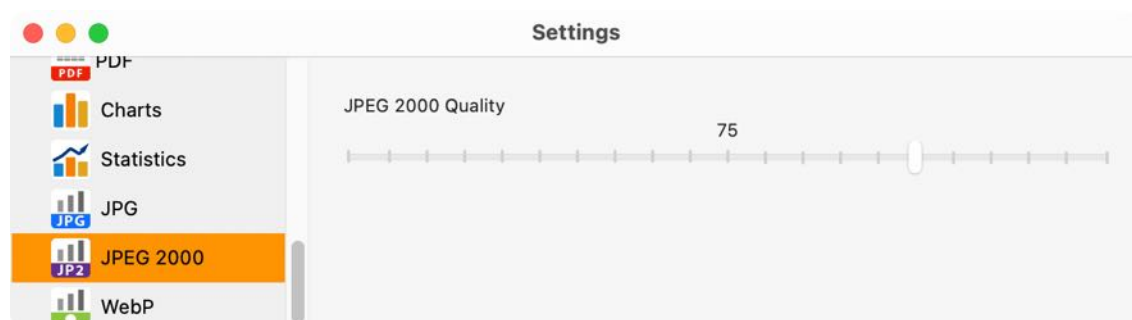 Settings
PDF
PDF
Charts
Statistics
JPG
JPG
JPEG 2000
JP2
WebP
JPEG 2000 Quality
75